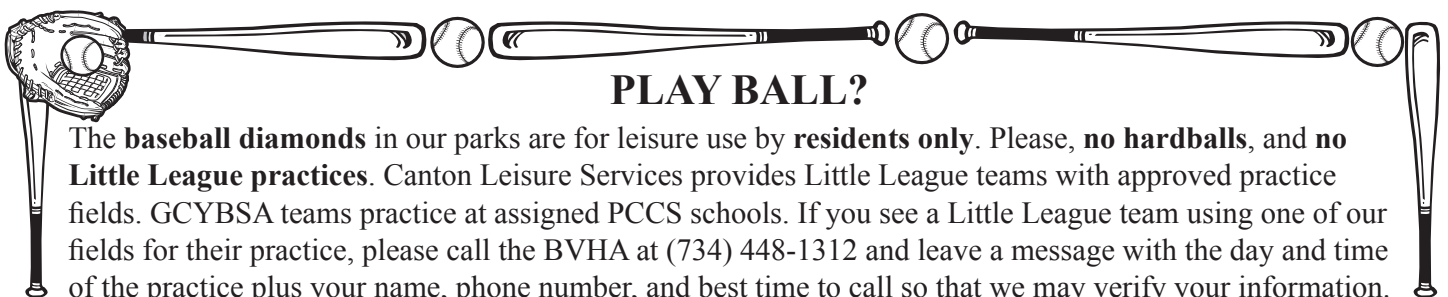 PLAY BALL?
The baseball diamonds in our parks are for leisure use by residents only. Please, no hardballs, and no
Little League practices. Canton Leisure Services provides Little League teams with approved practice
fields. GCYBSA teams practice at assigned PCCS schools. If you see a Little League team using one of our
fields for their practice, please call the BVHA at (734) 448-1312 and leave a message with the day and time
of the practice plus your name, phone number, and best time to call so that we may verify your information.